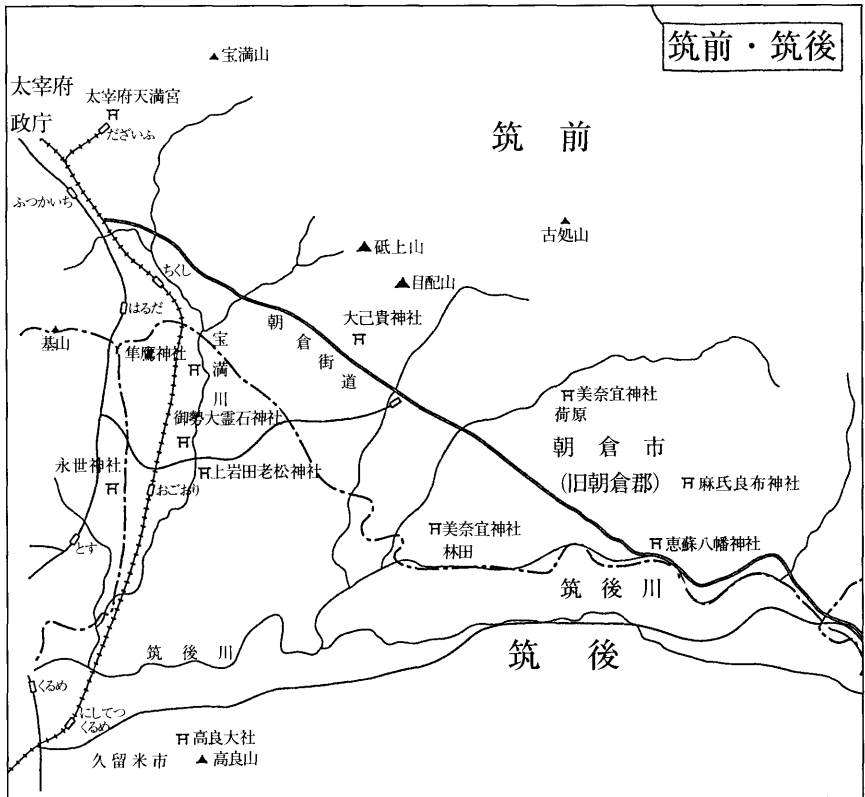 筑前・筑後
宝満山
太宰府
政庁
太宰府天満宮
だざいふ
筑前
ふつかいち
古処山
砥上山
ちくし
目配山
はるだ
朝倉街道
大己貴神社
基山
隼鷹神社
宝満川
美奈宜神社
荷原
御勢大霊石神社
朝倉市
(旧朝倉郡)
麻氐良布神社
永世神社
上岩田老松神社
おごおり
美奈宜神社
林田
恵蘇八幡神社
とす
筑後川
筑後川
筑後
くるめ
にしてつ
くるめ
高良大社
久留米市
高良山